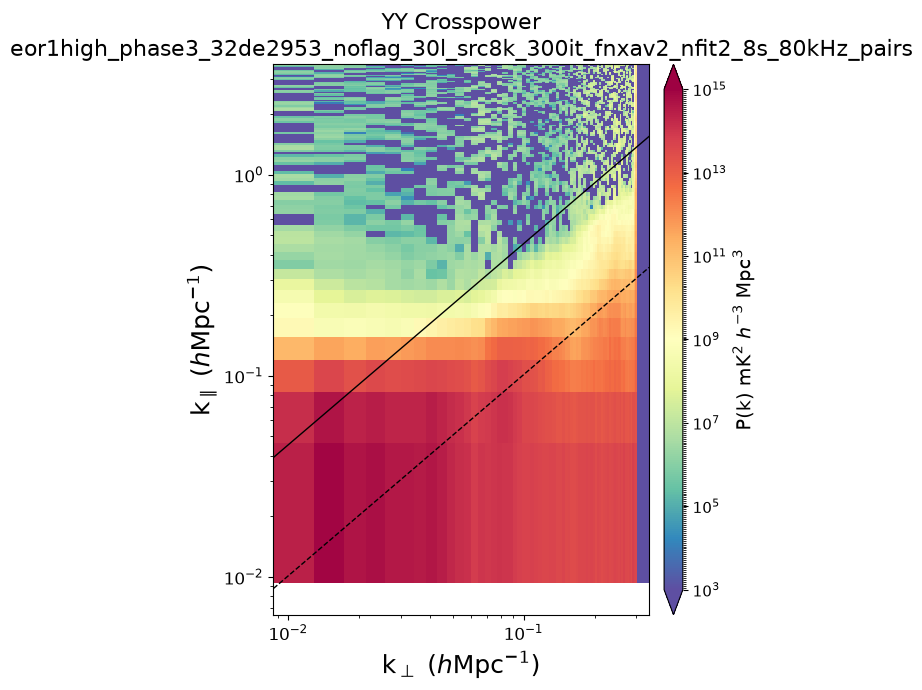 YY Crosspower
eor1high_phase3_32de2953_noflag_30l_src8k_300it_fnxav2_nfit2_8s_80kHz_pairs
10⁰
10⁻¹
10⁻²
k∥ (hMpc⁻¹)
10⁻²
10⁻¹
k⊥ (hMpc⁻¹)
10¹⁵
10¹³
10¹¹
10⁹
10⁷
10⁵
10³
P(k) mK² h⁻³ Mpc³